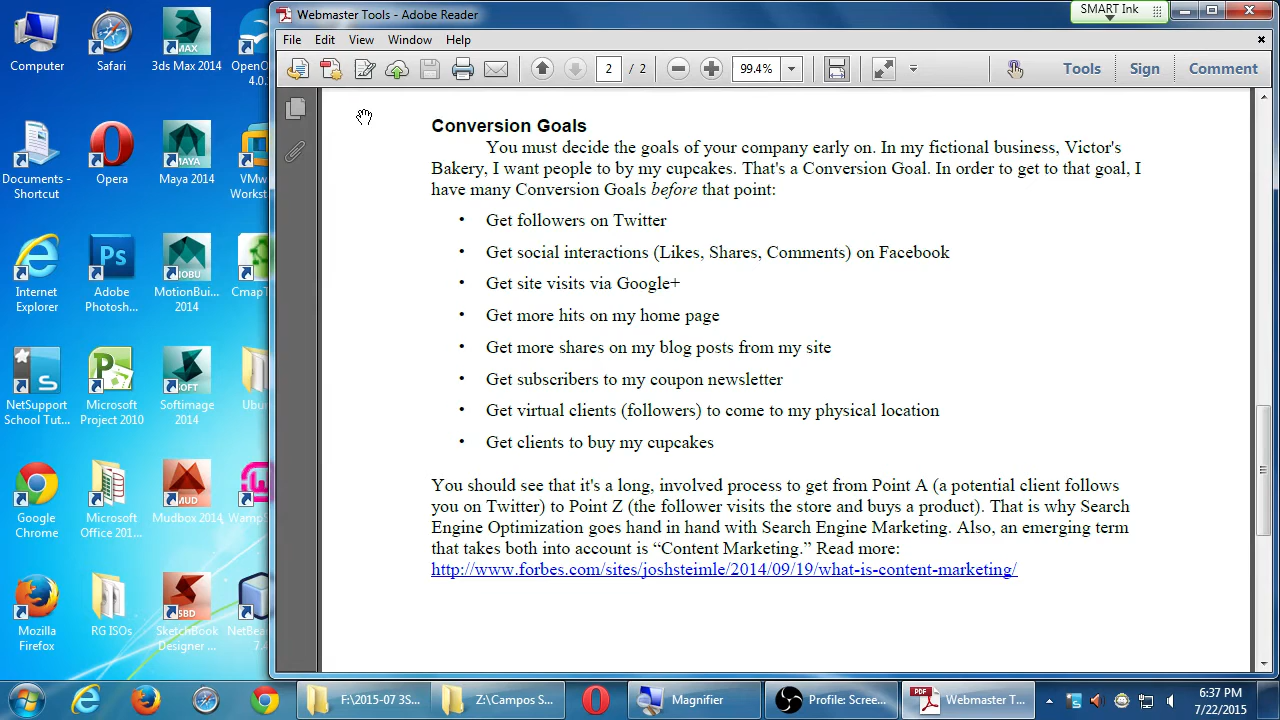 Webmaster Tools - Adobe Reader
SMART Ink
File Edit View Window Help
2 / 2
99.4%
Tools Sign Comment
Computer
Safari
3ds Max 2014
4.0.
Documents - Shortcut
Opera
Maya 2014
Internet Explorer
Adobe Photosh...
MotionBui... 2014
NetSupport School Tut...
Microsoft Project 2010
Softimage 2014
Google Chrome
Microsoft Office 201...
Mudbox 2014
Mozilla Firefox
RG ISOs
SketchBook Designer ...
Conversion Goals
You must decide the goals of your company early on. In my fictional business, Victor's
Bakery, I want people to by my cupcakes. That's a Conversion Goal. In order to get to that goal, I
have many Conversion Goals before that point:
• Get followers on Twitter
• Get social interactions (Likes, Shares, Comments) on Facebook
• Get site visits via Google+
• Get more hits on my home page
• Get more shares on my blog posts from my site
• Get subscribers to my coupon newsletter
• Get virtual clients (followers) to come to my physical location
• Get clients to buy my cupcakes
You should see that it's a long, involved process to get from Point A (a potential client follows
you on Twitter) to Point Z (the follower visits the store and buys a product). That is why Search
Engine Optimization goes hand in hand with Search Engine Marketing. Also, an emerging term
that takes both into account is “Content Marketing.” Read more:
http://www.forbes.com/sites/joshsteimle/2014/09/19/what-is-content-marketing/
F:\2015-07 3S...
Z:\Campos S...
Magnifier
Profile: Scree...
Webmaster T...
6:37 PM
7/22/2015